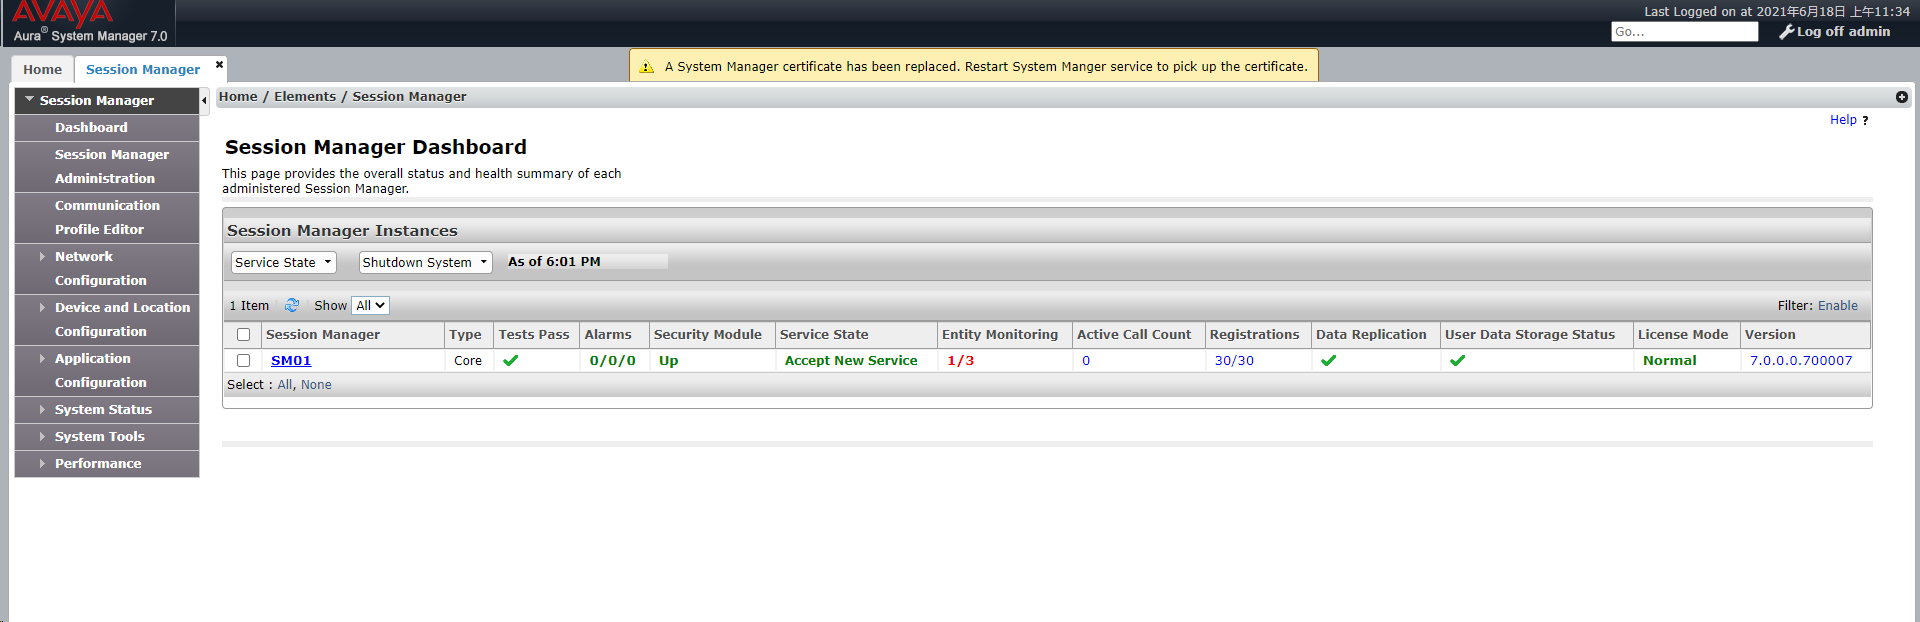 AVAYA
Aura® System Manager 7.0
Last Logged on at 2021年6月18日 上午11:34
Go...
Log off admin
Home
Session Manager
A System Manager certificate has been replaced. Restart System Manger service to pick up the certificate.
Session Manager
Dashboard
Session Manager
Administration
Communication
Profile Editor
Network
Configuration
Device and Location
Configuration
Application
Configuration
System Status
System Tools
Performance
Home / Elements / Session Manager
Help ?
Session Manager Dashboard
This page provides the overall status and health summary of each
administered Session Manager.
Session Manager Instances
Service State
Shutdown System
As of 6:01 PM
1 Item
Show All
Filter: Enable
Session Manager Type Tests Pass Alarms Security Module Service State Entity Monitoring Active Call Count Registrations Data Replication User Data Storage Status License Mode Version
SM01 Core 0/0/0 Up Accept New Service 1/3 0 30/30 Normal 7.0.0.0.700007
Select : All, None